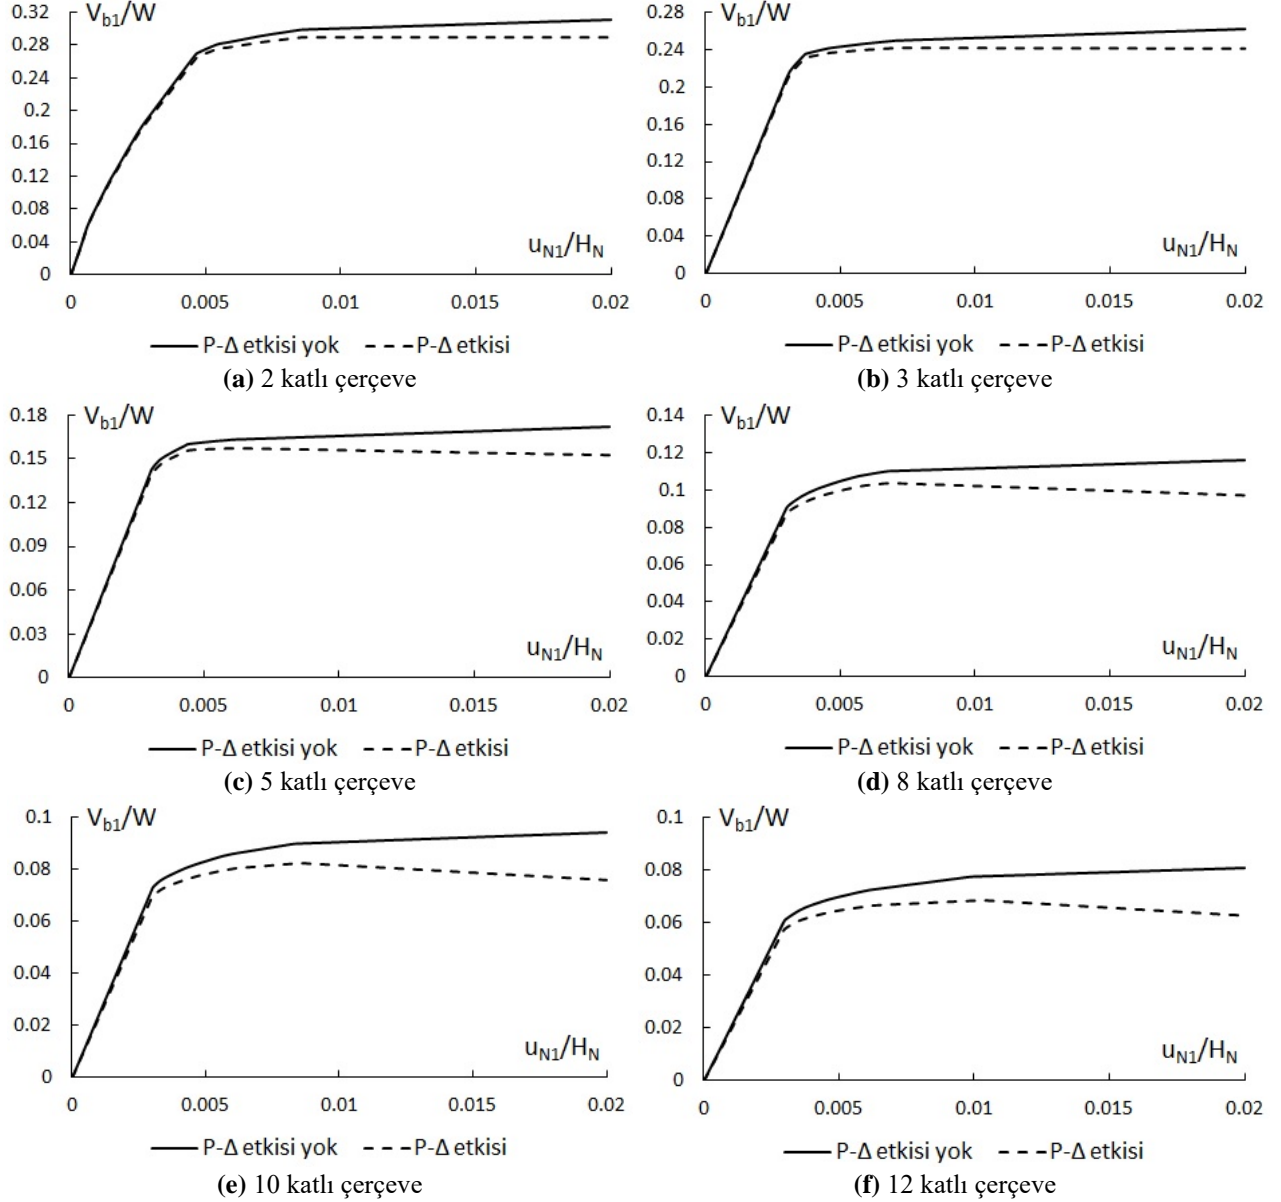 V_b1/W
0.32
0.28
0.24
0.2
0.16
0.12
0.08
0.04
0
u_N1/H_N
0 0.005 0.01 0.015 0.02
P-Δ etkisi yok P-Δ etkisi
(a) 2 katlı çerçeve
V_b1/W
0.28
0.24
0.2
0.16
0.12
0.08
0.04
0
u_N1/H_N
0 0.005 0.01 0.015 0.02
P-Δ etkisi yok P-Δ etkisi
(b) 3 katlı çerçeve
V_b1/W
0.18
0.15
0.12
0.09
0.06
0.03
0
u_N1/H_N
0 0.005 0.01 0.015 0.02
P-Δ etkisi yok P-Δ etkisi
(c) 5 katlı çerçeve
V_b1/W
0.14
0.12
0.1
0.08
0.06
0.04
0.02
0
u_N1/H_N
0 0.005 0.01 0.015 0.02
P-Δ etkisi yok P-Δ etkisi
(d) 8 katlı çerçeve
V_b1/W
0.1
0.08
0.06
0.04
0.02
0
u_N1/H_N
0 0.005 0.01 0.015 0.02
P-Δ etkisi yok P-Δ etkisi
(e) 10 katlı çerçeve
V_b1/W
0.1
0.08
0.06
0.04
0.02
0
u_N1/H_N
0 0.005 0.01 0.015 0.02
P-Δ etkisi yok P-Δ etkisi
(f) 12 katlı çerçeve